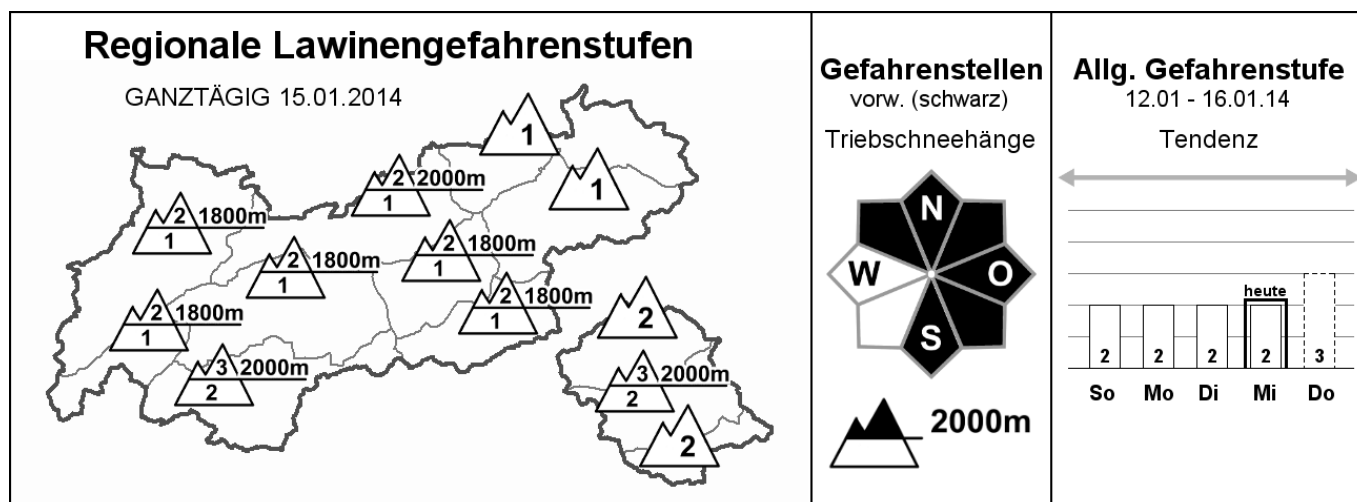 Regionale Lawinengefahrenstufen
GANZTÄGIG 15.01.2014
1
1
2 2000m
1
2 1800m
1
2 1800m
1
2 1800m
1
2 1800m
1
2
2 1800m
1
3 2000m
2
3 2000m
2
2
Gefahrenstellen
vorw. (schwarz)
Triebschneehänge
N
W O
S
2000m
Allg. Gefahrenstufe
12.01 - 16.01.14
Tendenz
heute
2 2 2 2 3
So Mo Di Mi Do